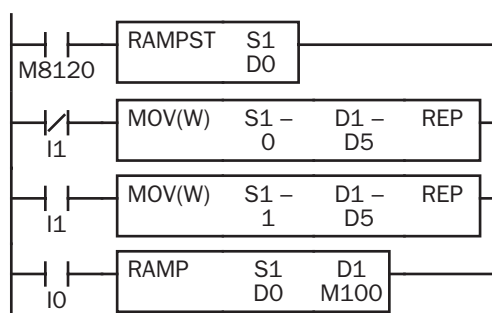 RAMPST S1
D0
M8120
MOV(W) S1 – D1 – REP
0 D5
I1
MOV(W) S1 – D1 – REP
1 D5
I1
RAMP S1 D1
D0 M100
I0